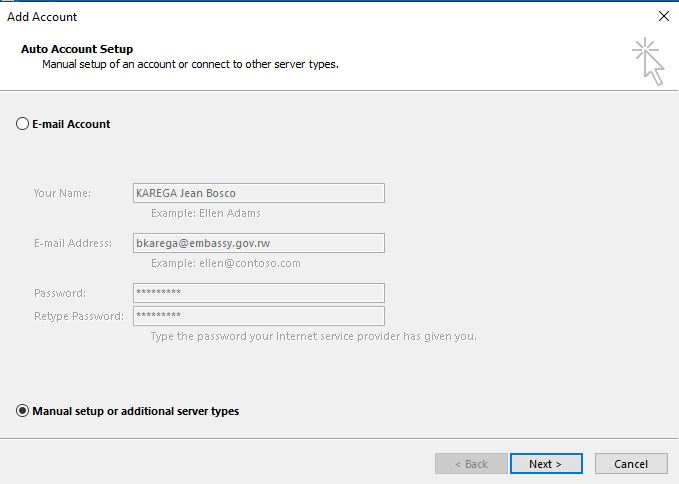 Add Account
Auto Account Setup
Manual setup of an account or connect to other server types.
E-mail Account
Your Name: KAREGA Jean Bosco
Example: Ellen Adams
E-mail Address: bkarega@embassy.gov.rw
Example: ellen@contoso.com
Password: *********
Retype Password: *********
Type the password your Internet service provider has given you.
Manual setup or additional server types
< Back Next > Cancel